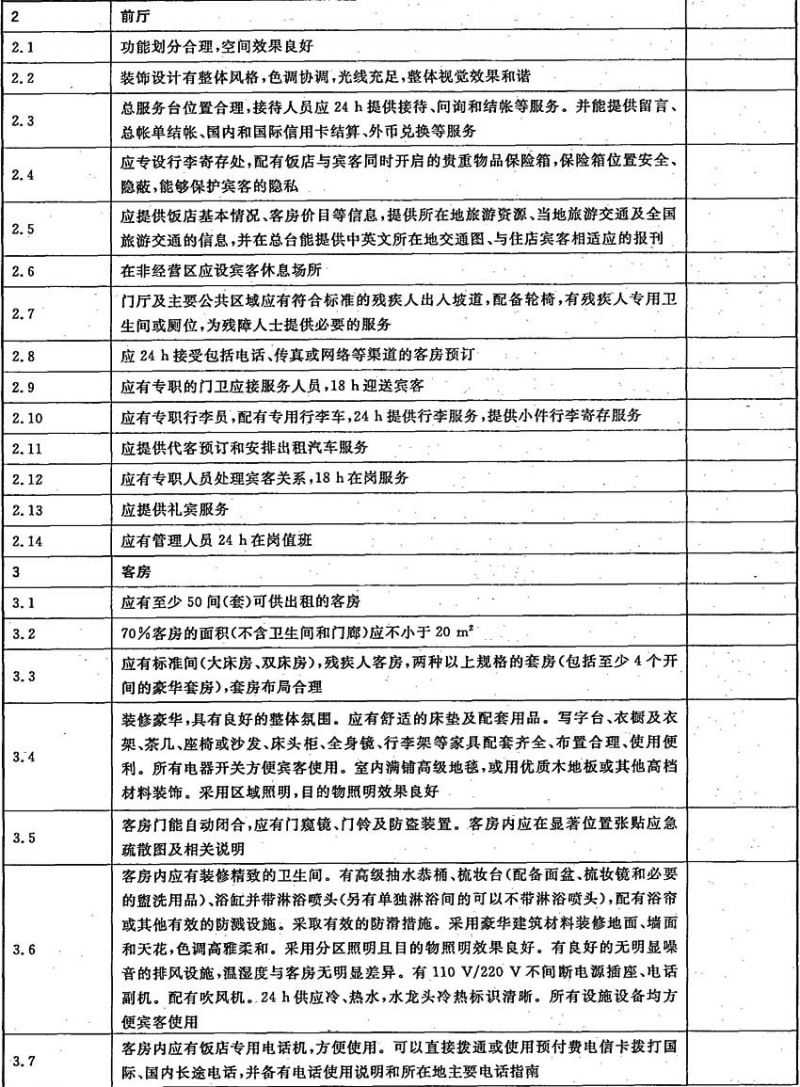 2 前厅
2.1 功能划分合理,空间效果良好
2.2 装饰设计有整体风格,色调协调,光线充足,整体视觉效果和谐
2.3 总服务台位置合理,接待人员应 24 h 提供接待、问询和结帐等服务。并能提供留言、
总帐单结帐、国内和国际信用卡结算、外币兑换等服务
2.4 应专设行李寄存处,配有饭店与宾客同时开启的贵重物品保险箱,保险箱位置安全、
隐蔽,能够保护宾客的隐私
2.5 应提供饭店基本情况、客房价目等信息,提供所在地旅游资源、当地旅游交通及全国
旅游交通的信息,并在总台能提供中英文所在地交通图、与住店宾客相适应的报刊
2.6 在非经营区应设宾客休息场所
2.7 门厅及主要公共区域应有符合标准的残疾人出入坡道,配备轮椅,有残疾人专用卫
生间或厕位,为残障人士提供必要的服务
2.8 应 24 h 接受包括电话、传真或网络等渠道的客房预订
2.9 应有专职的门卫应接服务人员,18 h 迎送宾客
2.10 应有专职行李员,配有专用行李车,24 h 提供行李服务,提供小件行李寄存服务
2.11 应提供代客预订和安排出租汽车服务
2.12 应有专职人员处理宾客关系,18 h 在岗服务
2.13 应提供礼宾服务
2.14 应有管理人员 24 h 在岗值班
3 客房
3.1 应有至少 50 间(套)可供出租的客房
3.2 70%客房的面积(不含卫生间和门廊)应不小于 20 m²
3.3 应有标准间(大床房、双床房),残疾人客房,两种以上规格的套房(包括至少 4 个开
间的豪华套房),套房布局合理
3.4 装修豪华,具有良好的整体氛围。应有舒适的床垫及配套用品。写字台、衣橱及衣
架、茶几、座椅或沙发、床头柜、全身镜、行李架等家具配套齐全、布置合理、使用便
利。所有电器开关方便宾客使用。室内满铺高级地毯,或用优质木地板或其他高档
材料装饰。采用区域照明,目的物照明效果良好
3.5 客房门能自动闭合,应有门窥镜、门铃及防盗装置。客房内应在显著位置张贴应急
疏散图及相关说明
3.6 客房内应有装修精致的卫生间。有高级抽水恭桶、梳妆台(配备面盆、梳妆镜和必要
的盥洗用品)、浴缸并带淋浴喷头(另有单独淋浴间的可以不带淋浴喷头),配有浴帘
或其他有效的防溅设施。采取有效的防滑措施。采用豪华建筑材料装修地面、墙面
和天花,色调高雅柔和。采用分区照明且目的物照明效果良好。有良好的无明显噪
音的排风设施,温湿度与客房无明显差异。有 110 V/220 V 不间断电源插座、电话
副机。配有吹风机。24 h 供应冷、热水,水龙头冷热标识清晰。所有设施设备均方
便宾客使用
3.7 客房内应有饭店专用电话机,方便使用。可以直接拨通或使用预付费电信卡拨打国
际、国内长途电话,并备有电话使用说明和所在地主要电话指南